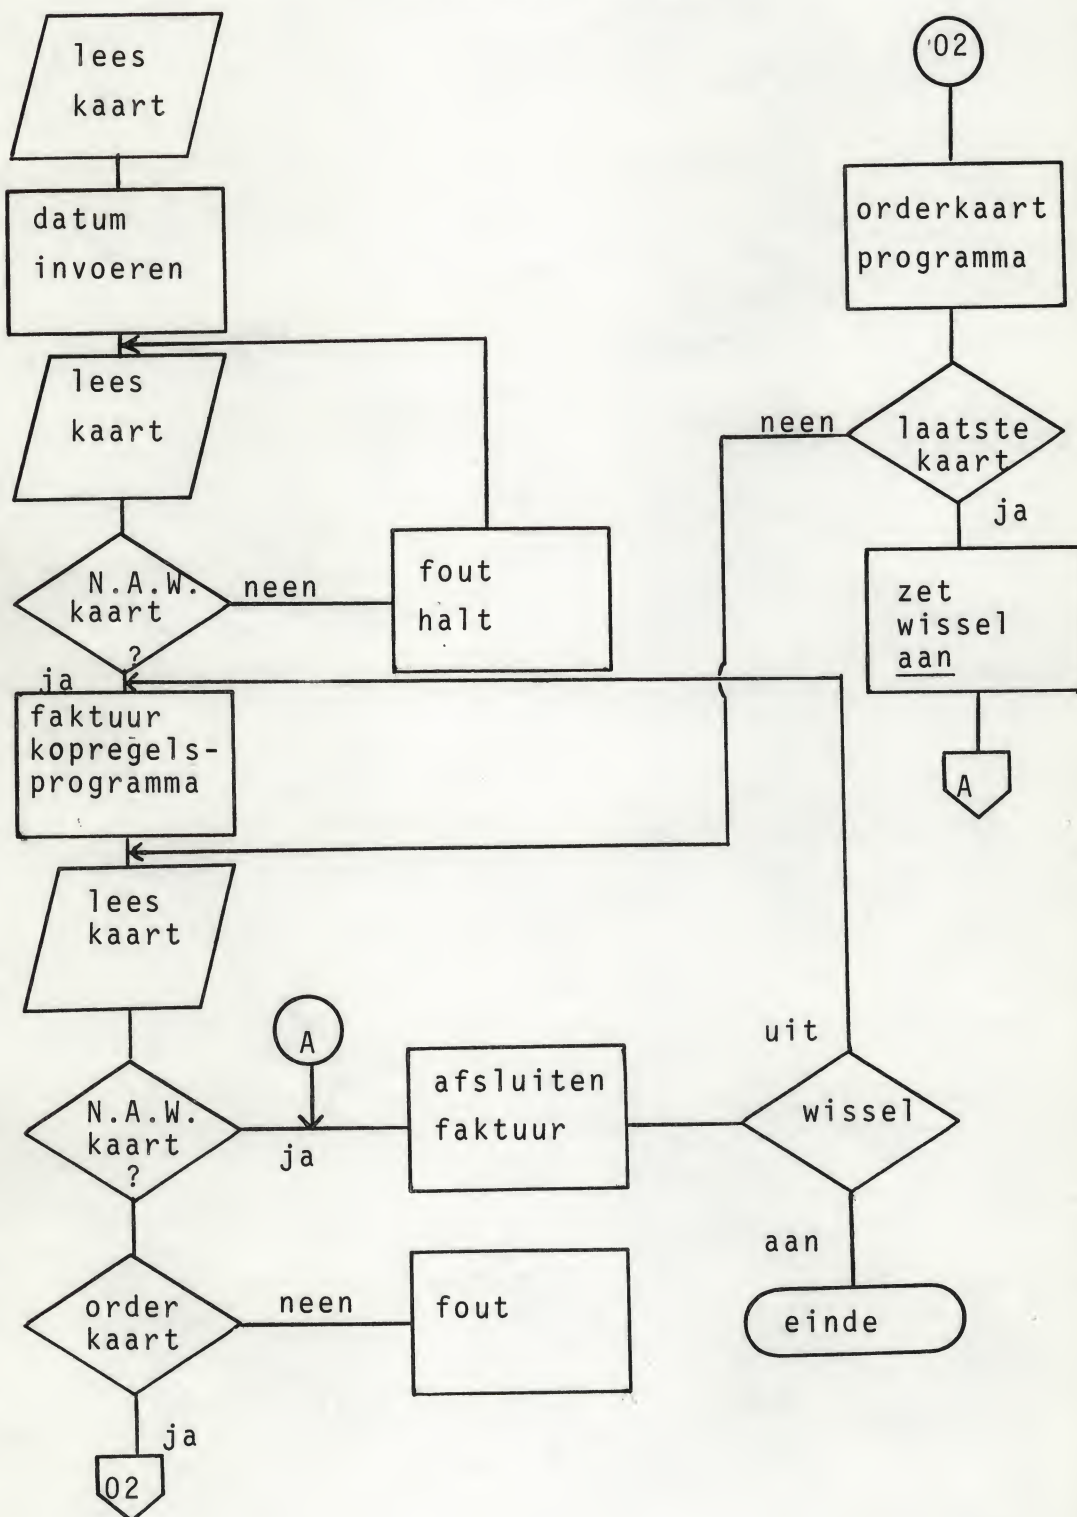 lees
kaart
datum
invoeren
lees
kaart
N.A.W.
kaart
?
neen
fout
halt
ja
faktuur
kopregels-
programma
lees
kaart
N.A.W.
kaart
?
ja
A
afsluiten
faktuur
wissel
uit
aan
einde
order
kaart
neen
fout
ja
02
02
orderkaart
programma
laatste
kaart
neen
ja
zet
wissel
aan
A